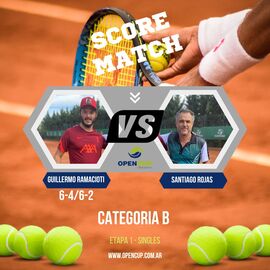 SCORE
MATCH
VS
OPENCUP
GUILLERMO RAMACIOTI
SANTIAGO ROJAS
6-4/6-2
CATEGORIA B
ETAPA 1 - SINGLES
WWW.OPENCUP.COM.AR